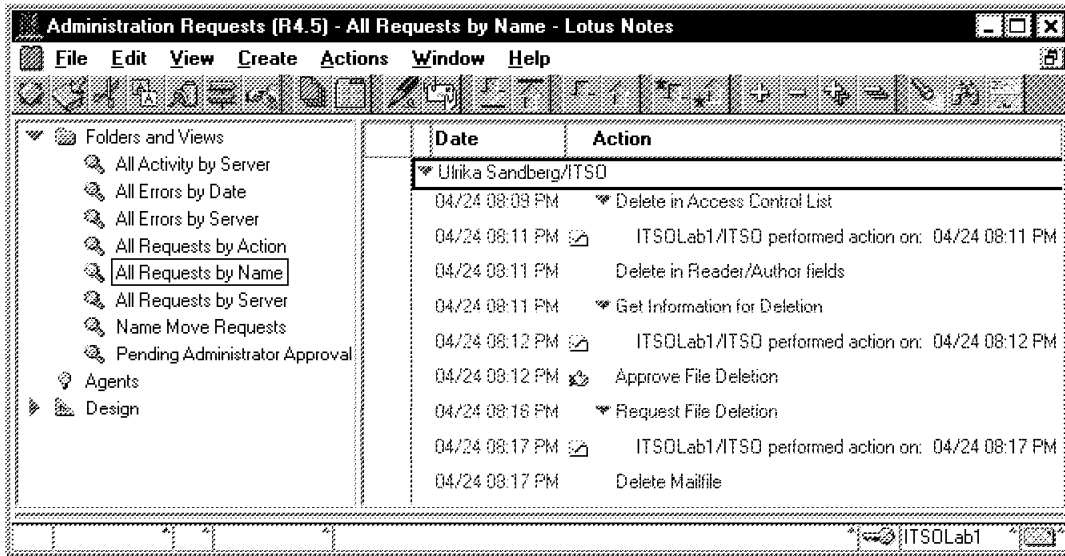 Administration Requests (R4.5) - All Requests by Name - Lotus Notes
File Edit View Create Actions Window Help
Folders and Views
All Activity by Server
All Errors by Date
All Errors by Server
All Requests by Action
All Requests by Name
All Requests by Server
Name Move Requests
Pending Administrator Approval
Agents
Design
Date Action
Ulrika Sandberg/ITSO
04/24 08:09 PM Delete in Access Control List
04/24 08:11 PM ITSOLab1/ITSO performed action on: 04/24 08:11 PM
04/24 08:11 PM Delete in Reader/Author fields
04/24 08:11 PM Get Information for Deletion
04/24 08:12 PM ITSOLab1/ITSO performed action on: 04/24 08:12 PM
04/24 08:12 PM Approve File Deletion
04/24 08:16 PM Request File Deletion
04/24 08:17 PM ITSOLab1/ITSO performed action on: 04/24 08:17 PM
04/24 08:17 PM Delete Mailfile
ITSOLab1